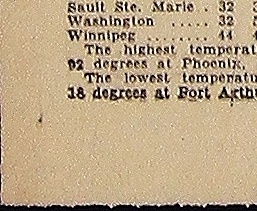 Sault Ste. Marie . 32
Washington ..... 32
Winnipeg ........ 44
The highest temperat
92 degrees at Phoenix,
The lowest temperatu
18 degrees at Fort Arthu